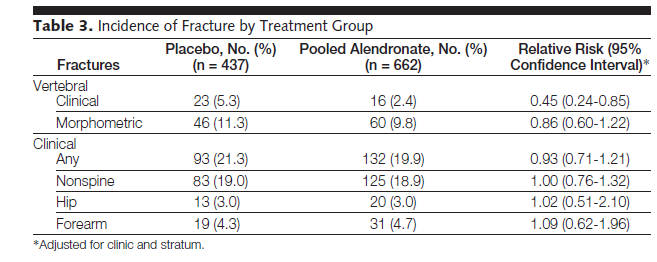 Table 3. Incidence of Fracture by Treatment Group
Placebo, No. (%) Pooled Alendronate, No. (%) Relative Risk (95%
Fractures (n = 437) (n = 662) Confidence Interval)*
Vertebral
Clinical 23 (5.3) 16 (2.4) 0.45 (0.24-0.85)
Morphometric 46 (11.3) 60 (9.8) 0.86 (0.60-1.22)
Clinical
Any 93 (21.3) 132 (19.9) 0.93 (0.71-1.21)
Nonspine 83 (19.0) 125 (18.9) 1.00 (0.76-1.32)
Hip 13 (3.0) 20 (3.0) 1.02 (0.51-2.10)
Forearm 19 (4.3) 31 (4.7) 1.09 (0.62-1.96)
*Adjusted for clinic and stratum.